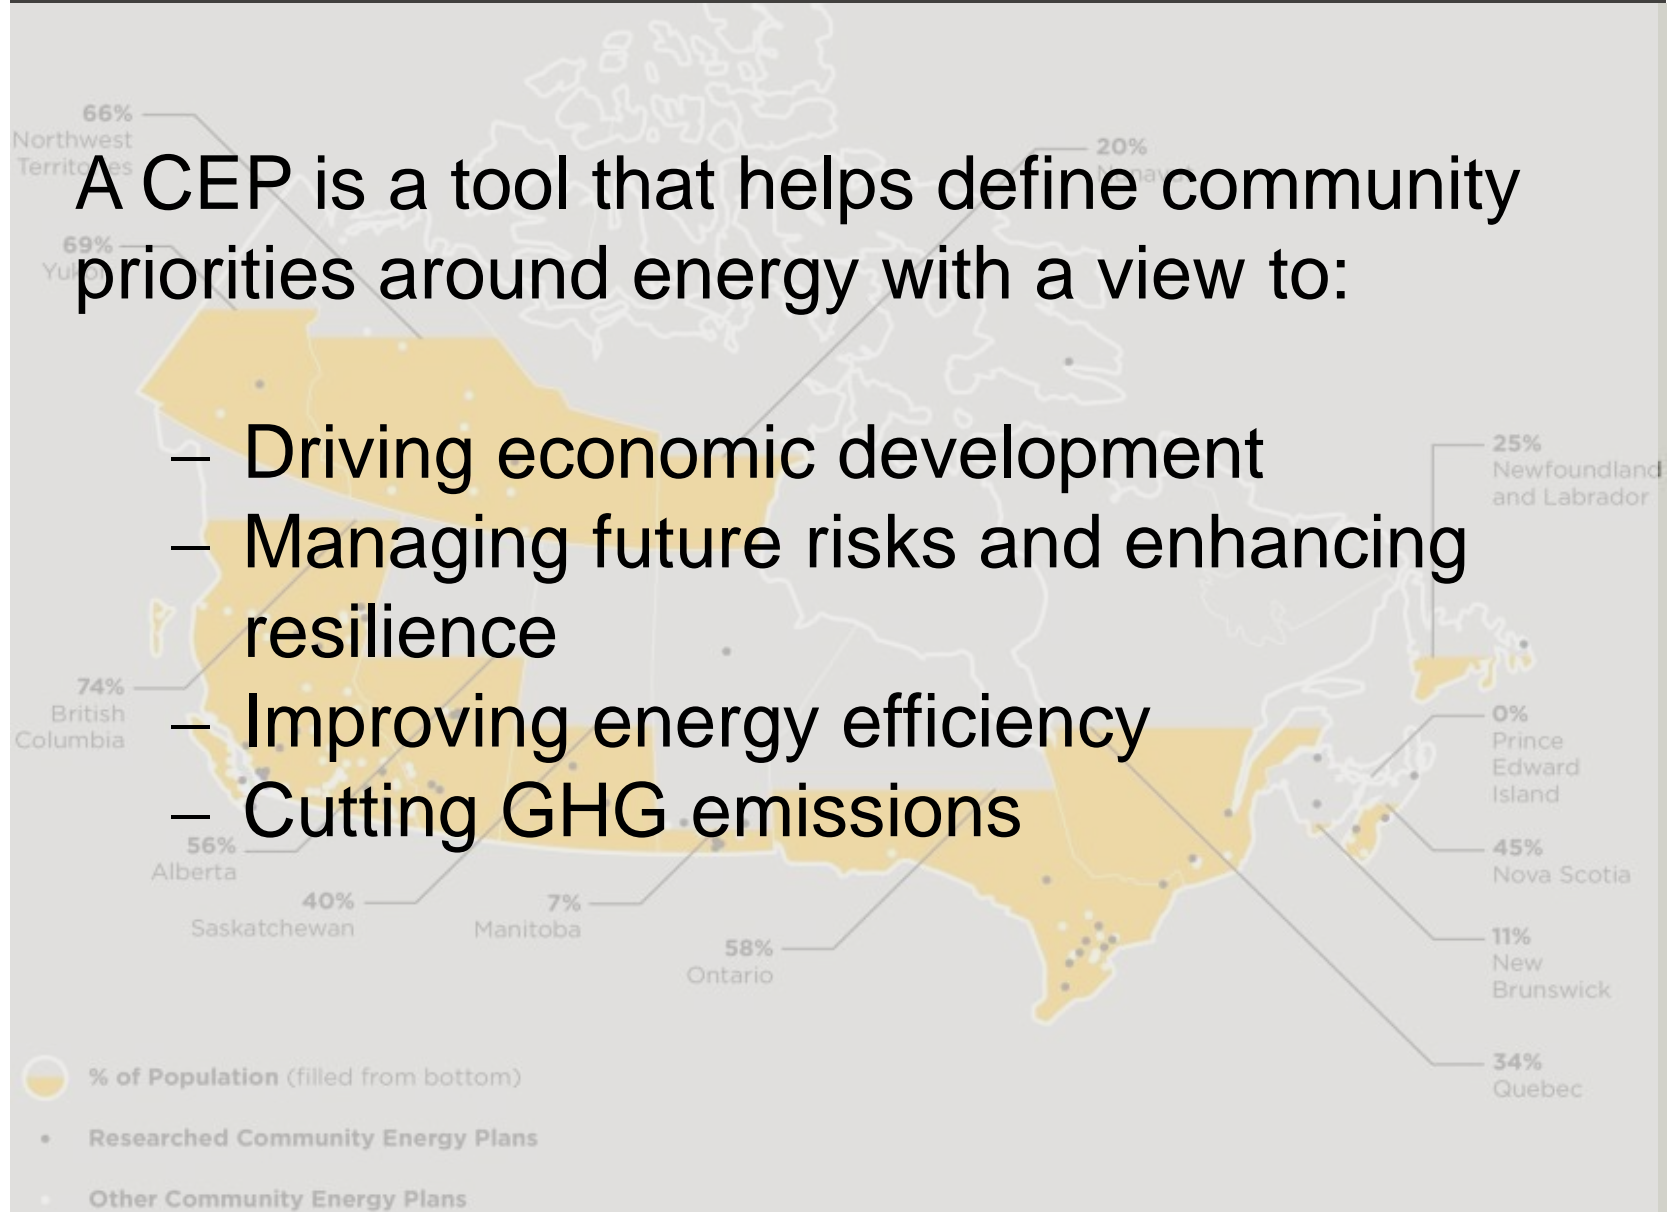 66%
Northwest
Territories
20%
Nunavut
A CEP is a tool that helps define community
69%
Yukon
priorities around energy with a view to:
– Driving economic development
25%
Newfoundland
and Labrador
– Managing future risks and enhancing
resilience
74%
British
Columbia
– Improving energy efficiency
0%
Prince
Edward
Island
– Cutting GHG emissions
56%
Alberta
45%
Nova Scotia
40%
Saskatchewan
7%
Manitoba
58%
Ontario
11%
New
Brunswick
34%
Quebec
% of Population (filled from bottom)
• Researched Community Energy Plans
Other Community Energy Plans